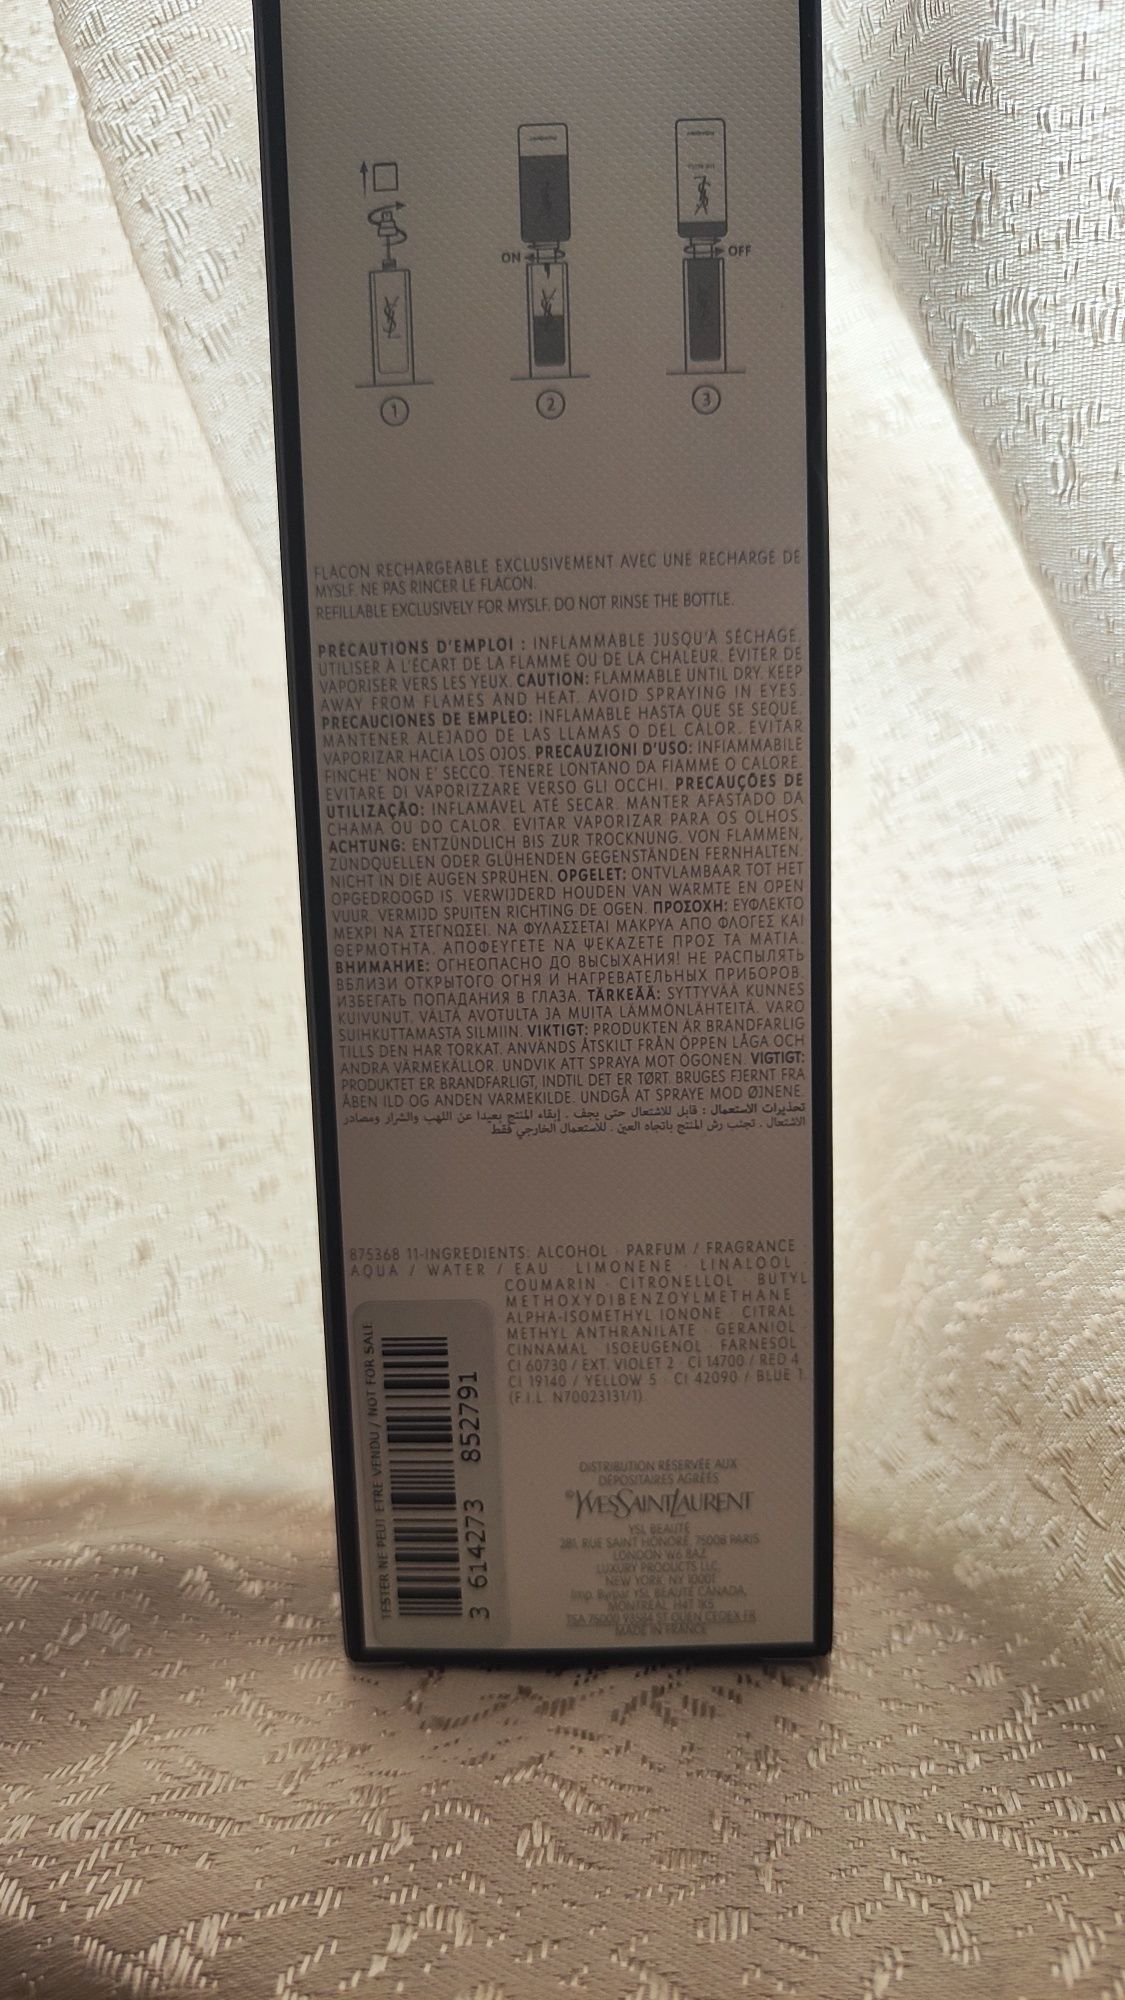 ON
OFF
1
2
3
FLACON RECHARGEABLE EXCLUSIVEMENT AVEC UNE RECHARGE DE
MYSLF. NE PAS RINCER LE FLACON.
REFILLABLE EXCLUSIVELY FOR MYSLF. DO NOT RINSE THE BOTTLE.
PRÉCAUTIONS D'EMPLOI : INFLAMMABLE JUSQU'À SÉCHAGE.
UTILISER À L'ÉCART DE LA FLAMME OU DE LA CHALEUR. ÉVITER DE
VAPORISER VERS LES YEUX. CAUTION: FLAMMABLE UNTIL DRY. KEEP
AWAY FROM FLAMES AND HEAT. AVOID SPRAYING IN EYES.
PRECAUCIONES DE EMPLEO: INFLAMABLE HASTA QUE SE SEQUE.
MANTENER ALEJADO DE LAS LLAMAS O DEL CALOR. EVITAR
VAPORIZAR HACIA LOS OJOS. PRECAUZIONI D'USO: INFIAMMABILE
FINCHE' NON E' SECCO. TENERE LONTANO DA FIAMME O CALORE.
EVITARE DI VAPORIZZARE VERSO GLI OCCHI. PRECAUÇÕES DE
UTILIZAÇÃO: INFLAMÁVEL ATÉ SECAR. MANTER AFASTADO DA
CHAMA OU DO CALOR. EVITAR VAPORIZAR PARA OS OLHOS.
ACHTUNG: ENTZÜNDLICH BIS ZUR TROCKNUNG. VON FLAMMEN,
ZÜNDQUELLEN ODER GLÜHENDEN GEGENSTÄNDEN FERNHALTEN.
NICHT IN DIE AUGEN SPRÜHEN. OPGELET: ONTVLAMBAAR TOT HET
OPGEDROOGD IS. VERWIJDERD HOUDEN VAN WARMTE EN OPEN
VUUR. VERMIJD SPUITEN RICHTING DE OGEN. ΠΡΟΣΟΧΗ: ΕΥΦΛΕΚΤΟ
ΜΕΧΡΙ ΝΑ ΣΤΕΓΝΩΣΕΙ. ΝΑ ΦΥΛΑΣΣΕΤΑΙ ΜΑΚΡΥΑ ΑΠΟ ΦΛΟΓΕΣ ΚΑΙ
ΘΕΡΜΟΤΗΤΑ. ΑΠΟΦΕΥΓΕΤΕ ΝΑ ΨΕΚΑΖΕΤΕ ΠΡΟΣ ΤΑ ΜΑΤΙΑ.
ВНИМАНИЕ: ОГНЕОПАСНО ДО ВЫСЫХАНИЯ! НЕ РАСПЫЛЯТЬ
ВБЛИЗИ ОТКРЫТОГО ОГНЯ И НАГРЕВАТЕЛЬНЫХ ПРИБОРОВ.
ИЗБЕГАТЬ ПОПАДАНИЯ В ГЛАЗА. TÄRKEÄÄ: SYTTYVÄÄ KUNNES
KUIVUNUT. VÄLTÄ AVOTULTA JA MUITA LÄMMÖNLÄHTEITÄ. VARO
SUIHKUTTAMASTA SILMIIN. VIKTIGT: PRODUKTEN ÄR BRANDFARLIG
TILLS DEN HAR TORKAT. ANVÄNDS ÅTSKILT FRÅN ÖPPEN LÅGA OCH
ANDRA VÄRMEKÄLLOR. UNDVIK ATT SPRAYA MOT ÖGONEN. VIGTIGT:
PRODUKTET ER BRANDFARLIGT, INDTIL DET ER TØRT. BRUGES FJERNT FRA
ÅBEN ILD OG ANDEN VARMEKILDE. UNDGÅ AT SPRAYE MOD ØJNENE.
تحذيرات الاستعمال : قابل للاشتعال حتى يجف . إبقاء المنتج بعيدا عن اللهب والشرار ومصادر
الاشتعال . تجنب رش المنتج باتجاه العين . للاستعمال الخارجي فقط
875368 11-INGREDIENTS: ALCOHOL · PARFUM / FRAGRANCE ·
AQUA / WATER / EAU · LIMONENE · LINALOOL ·
COUMARIN · CITRONELLOL · BUTYL
METHOXYDIBENZOYLMETHANE ·
ALPHA-ISOMETHYL IONONE · CITRAL ·
METHYL ANTHRANILATE · GERANIOL ·
CINNAMAL · ISOEUGENOL · FARNESOL ·
CI 60730 / EXT. VIOLET 2 · CI 14700 / RED 4 ·
CI 19140 / YELLOW 5 · CI 42090 / BLUE 1.
(F.I.L. N70023131/1).
TESTER NE PEUT ETRE VENDU / NOT FOR SALE
3 614273 852791
DISTRIBUTION RÉSERVÉE AUX
DÉPOSITAIRES AGRÉÉS
©YVESSAINTLAURENT
YSL BEAUTÉ
281, RUE SAINT HONORÉ, 75008 PARIS
LONDON W6 8AZ
LUXURY PRODUCTS LLC,
NEW YORK, NY 10001
Imp. By/par YSL BEAUTÉ CANADA,
MONTREAL H4T 1K5
TSA 75000 93584 ST OUEN CEDEX FR
MADE IN FRANCE